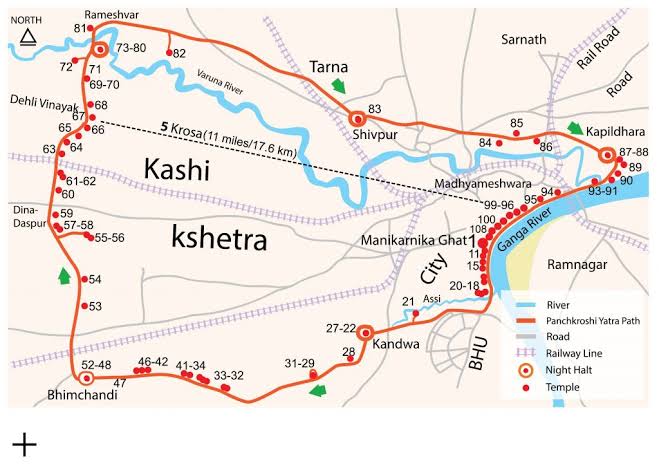 NORTH
Rameshvar
81
73-80
82
72
71
69-70
Varuna River
Tarna
Sarnath
Rail Road
Road
Dehli Vinayak
68
67
66
65
64
63
5 Krosa (11 miles/17.6 km)
83
Shivpur
85
84
86
Kapildhara
87-88
89
90
93-91
Kashi
kshetra
61-62
60
Madhyameshwara
94
95
99-96
100
108
Manikarnika Ghat
1
11
15
Ganga River
Dina-
Daspur
59
57-58
55-56
City
Ramnagar
54
53
20-18
21
Assi
27-22
Kandwa
28
BHU
52-48
47
46-42
41-34
33-32
31-29
Bhimchandi
River
Panchkroshi Yatra Path
Road
Railway Line
Night Halt
Temple